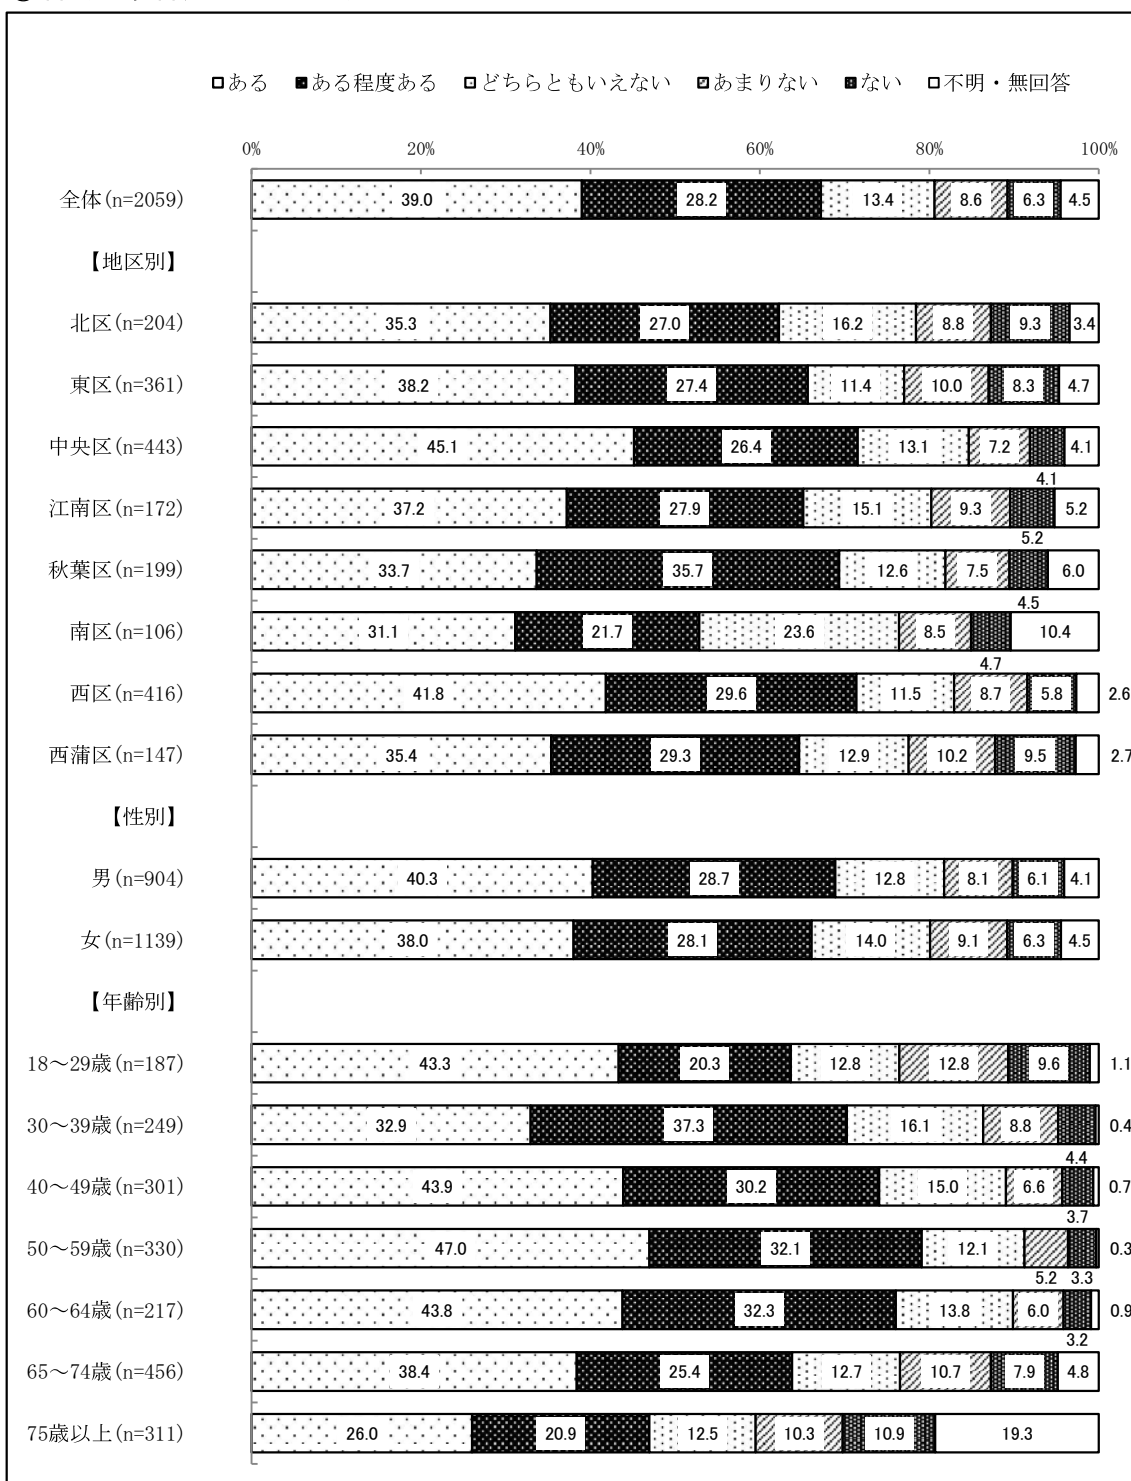 □ある ■ある程度ある □どちらともいえない □あまりない ■ない □不明・無回答
0% 20% 40% 60% 80% 100%
全体(n=2059) 39.0 28.2 13.4 8.6 6.3 4.5
【地区別】
北区(n=204) 35.3 27.0 16.2 8.8 9.3 3.4
東区(n=361) 38.2 27.4 11.4 10.0 8.3 4.7
中央区(n=443) 45.1 26.4 13.1 7.2 4.1
4.1
江南区(n=172) 37.2 27.9 15.1 9.3 5.2
5.2
秋葉区(n=199) 33.7 35.7 12.6 7.5 6.0
4.5
南区(n=106) 31.1 21.7 23.6 8.5 10.4
4.7
西区(n=416) 41.8 29.6 11.5 8.7 5.8 2.6
西蒲区(n=147) 35.4 29.3 12.9 10.2 9.5 2.7
【性別】
男(n=904) 40.3 28.7 12.8 8.1 6.1 4.1
女(n=1139) 38.0 28.1 14.0 9.1 6.3 4.5
【年齢別】
18～29歳(n=187) 43.3 20.3 12.8 12.8 9.6 1.1
30～39歳(n=249) 32.9 37.3 16.1 8.8 0.4
4.4
40～49歳(n=301) 43.9 30.2 15.0 6.6 0.7
3.7
50～59歳(n=330) 47.0 32.1 12.1 0.3
5.2 3.3
60～64歳(n=217) 43.8 32.3 13.8 6.0 0.9
3.2
65～74歳(n=456) 38.4 25.4 12.7 10.7 7.9 4.8
75歳以上(n=311) 26.0 20.9 12.5 10.3 10.9 19.3